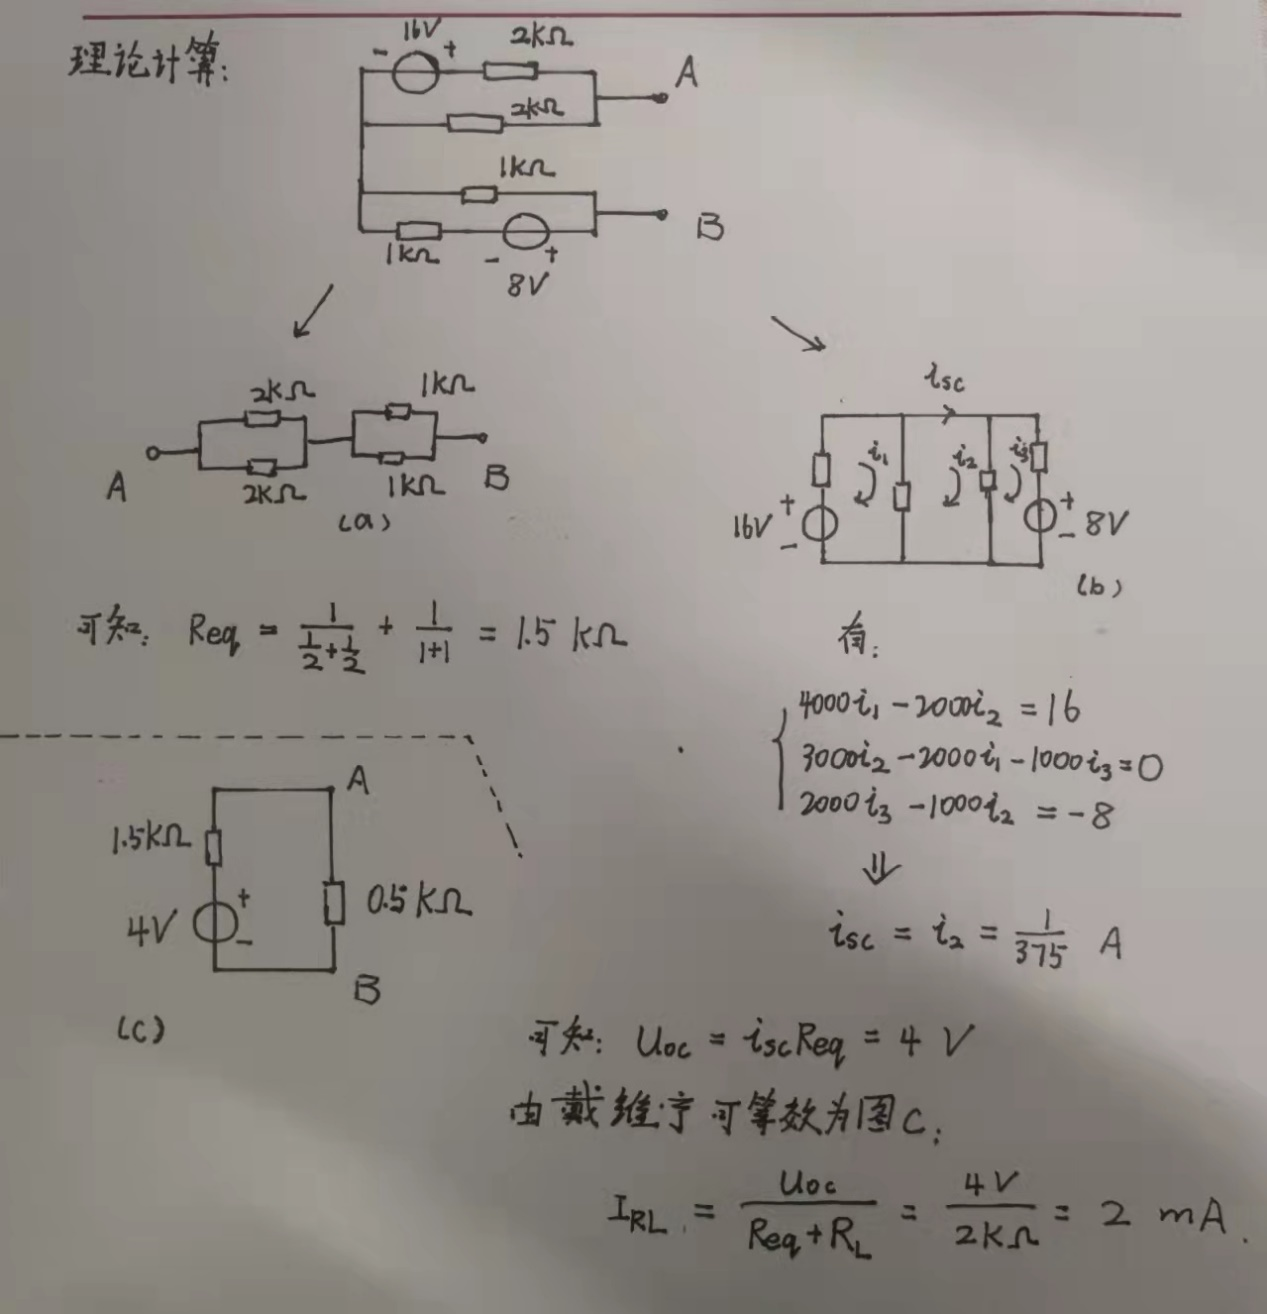 理论计算:
16V
- +
2kΩ
A
2kΩ
1kΩ
B
1kΩ
- +
8V
2kΩ
1kΩ
A
B
2kΩ
1kΩ
(a)
isc
i₁ i₂ i₃
+ +
16V 8V
- -
(b)
可知: Req = 1/(1/2+1/2) + 1/(1+1) = 1.5 kΩ
有:
4000i₁ - 2000i₂ = 16
3000i₂ - 2000i₁ - 1000i₃ = 0
2000i₃ - 1000i₂ = -8
⇓
isc = i₂ = 1/375 A
A
1.5kΩ
+
4V
-
0.5kΩ
B
(c)
可知: Uoc = iscReq = 4 V
由戴维宁可等效为图C:
IRL = Uoc/(Req+RL) = 4V/2kΩ = 2 mA.